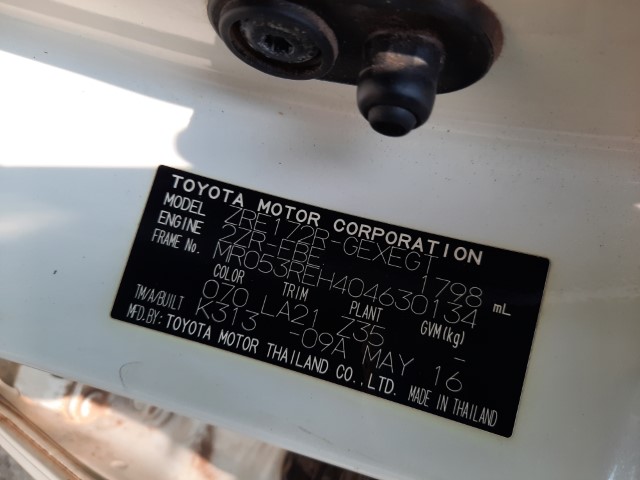 TOYOTA MOTOR CORPORATION
MODEL ZRE172R-GEXEGT
ENGINE 2ZR-FBE 1798 mL
FRAME No. MR053REH404630134
COLOR TRIM PLANT GVM(kg)
070 LA21 Z35 -
TM/A/BUILT K313 -09A MAY 16
MFD.BY: TOYOTA MOTOR THAILAND CO.,LTD. MADE IN THAILAND